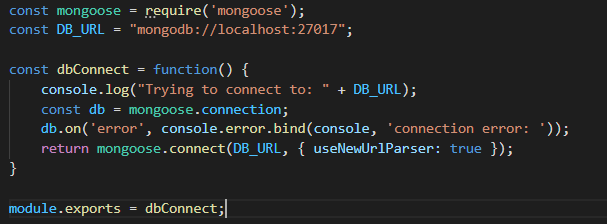 const mongoose = require('mongoose');
const DB_URL = "mongodb://localhost:27017";
const dbConnect = function() {
console.log("Trying to connect to: " + DB_URL);
const db = mongoose.connection;
db.on('error', console.error.bind(console, 'connection error: '));
return mongoose.connect(DB_URL, { useNewUrlParser: true });
}
module.exports = dbConnect;